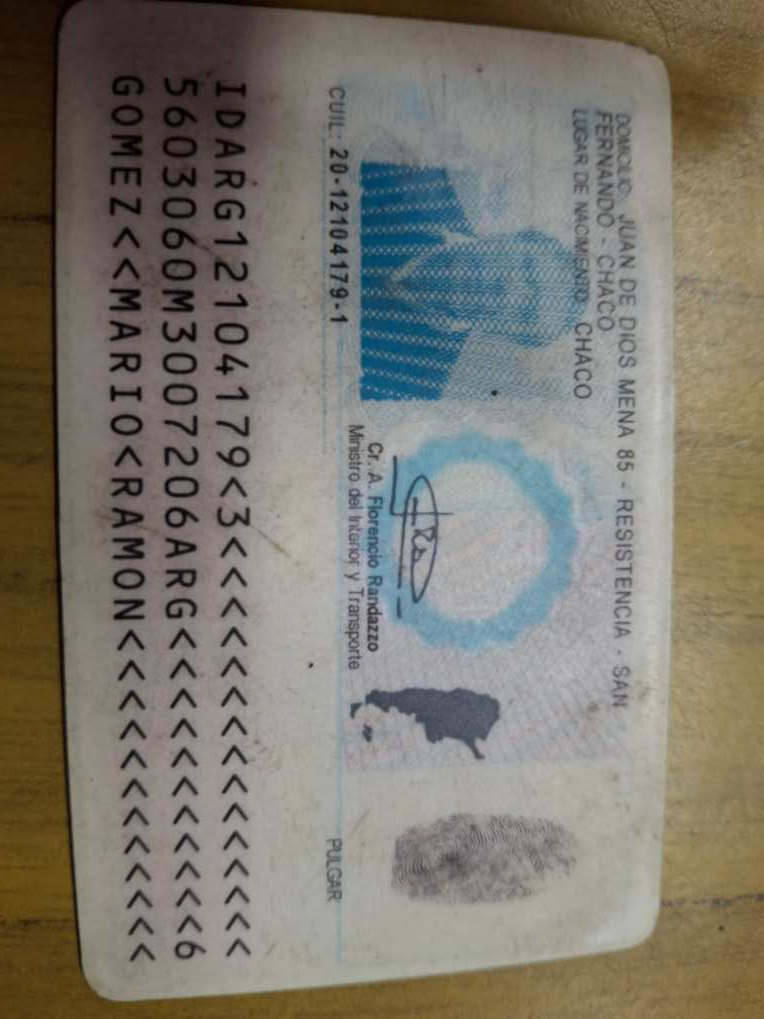 DOMICILIO: JUAN DE DIOS MENA 85 - RESISTENCIA - SAN
FERNANDO - CHACO
LUGAR DE NACIMIENTO: CHACO
Cr. A. Florencio Randazzo
Ministro del Interior y Transporte
CUIL: 20-12104179-1
PULGAR
IDARG12104179<3<<<<<<<<<<<<<<<
5603060M3007206ARG<<<<<<<<<<<6
GOMEZ<<MARIO<RAMON<<<<<<<<<<<<